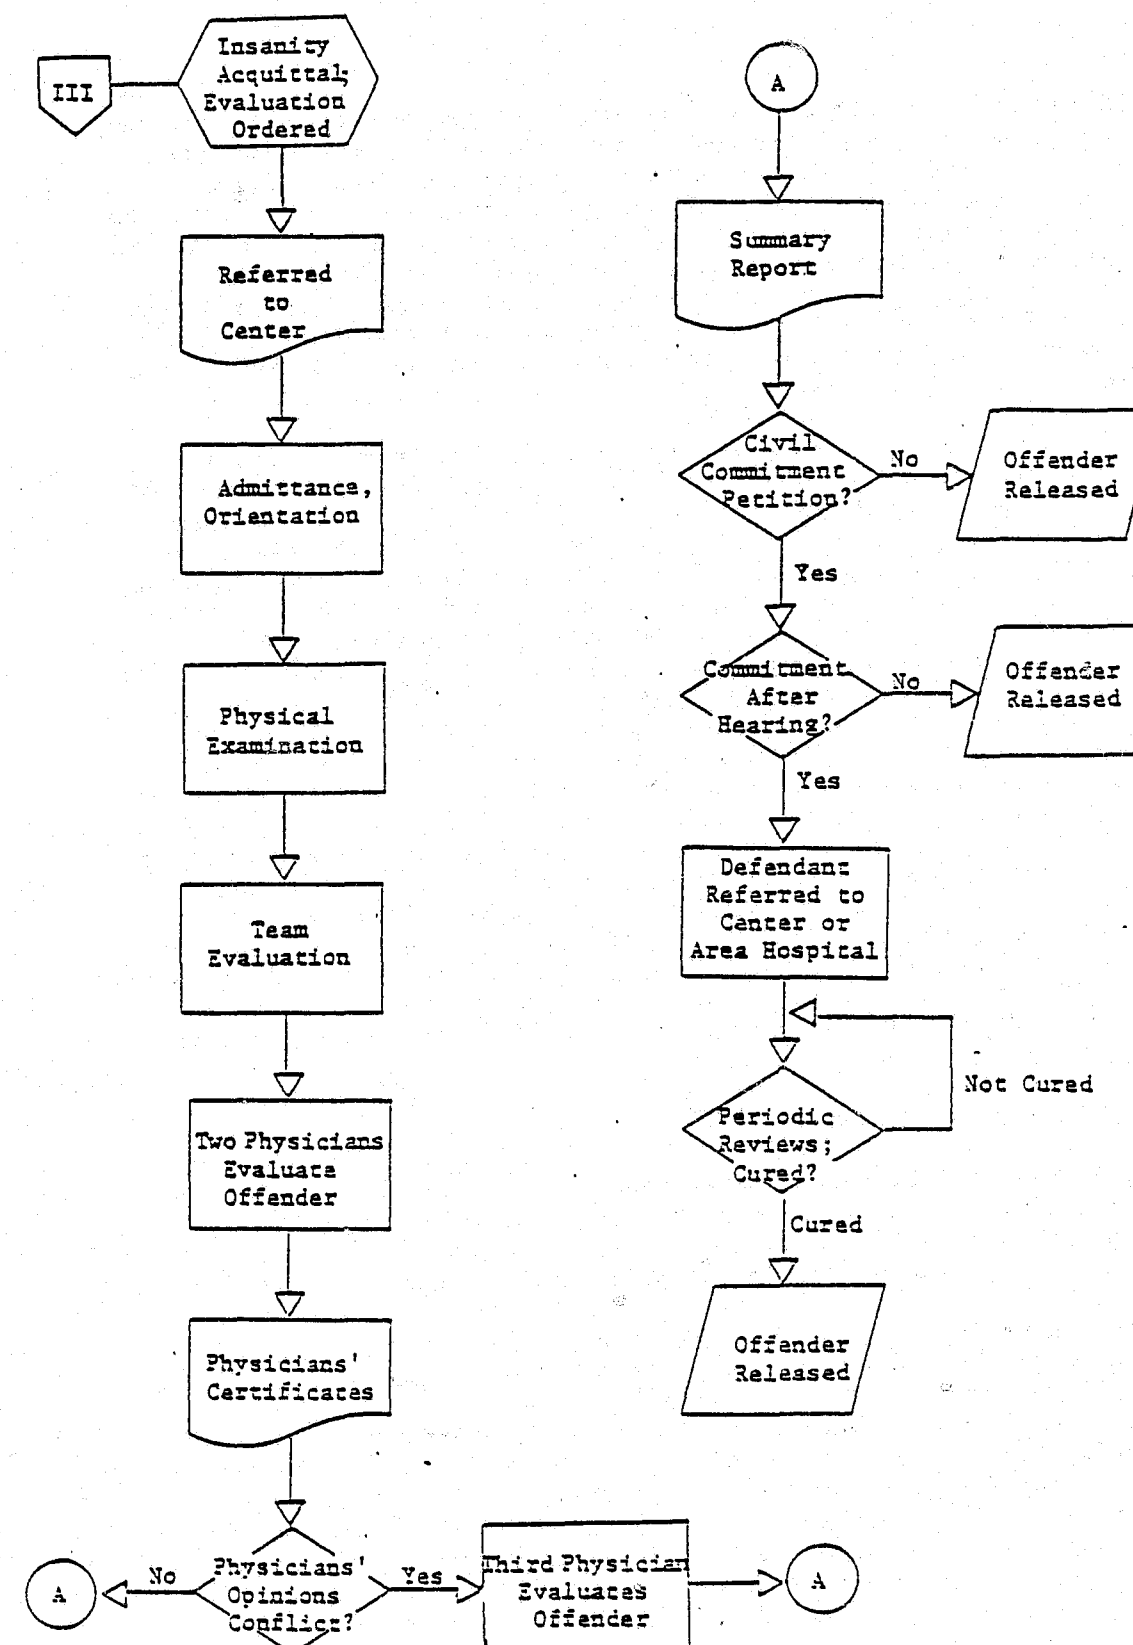 III
Insanity
Acquittal;
Evaluation
Ordered
Referred
to
Center
Admittance,
Orientation
Physical
Examination
Team
Evaluation
Two Physicians
Evaluate
Offender
Physicians'
Certificates
Physicians'
Opinions
Conflict?
No
A
Yes
Third Physician
Evaluates
Offender
A
A
Summary
Report
Civil
Commitment
Petition?
No
Offender
Released
Yes
Commitment
After
Hearing?
No
Offender
Released
Yes
Defendant
Referred to
Center or
Area Hospital
Not Cured
Periodic
Reviews;
Cured?
Cured
Offender
Released